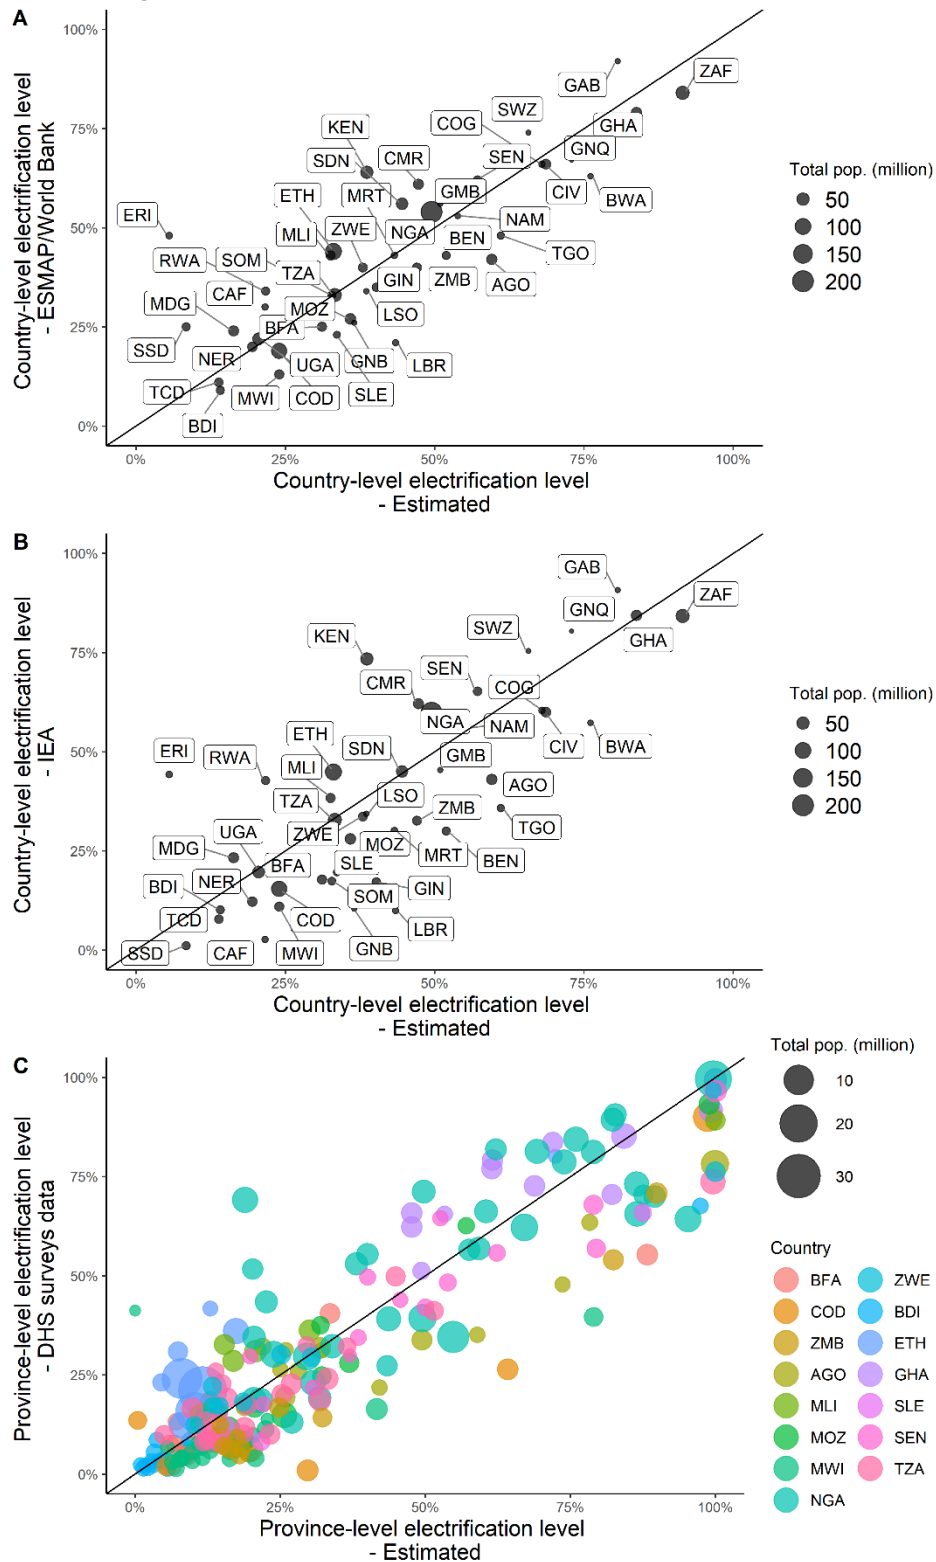 A
100%
75%
50%
25%
0%
Country-level electrification level
- ESMAP/World Bank
GAB
ZAF
SWZ
COG
GHA
KEN
GNQ
SEN
SDN
CMR
CIV
BWA
ETH
MRT
GMB
NAM
ERI
MLI
ZWE
NGA
BEN
TGO
RWA
SOM
TZA
GIN
ZMB
AGO
MDG
CAF
MOZ
LSO
BFA
SSD
NER
UGA
GNB
LBR
TCD
MWI
COD
SLE
BDI
0%
25%
50%
75%
100%
Country-level electrification level
- Estimated
Total pop. (million)
50
100
150
200
B
100%
75%
50%
25%
0%
Country-level electrification level
- IEA
GAB
ZAF
GNQ
SWZ
GHA
KEN
SEN
CMR
COG
NGA
NAM
CIV
BWA
ETH
SDN
ERI
RWA
MLI
GMB
AGO
LSO
TZA
ZMB
TGO
UGA
ZWE
MOZ
MRT
BEN
MDG
BFA
SLE
BDI
NER
GIN
SOM
TCD
COD
LBR
SSD
CAF
MWI
GNB
0%
25%
50%
75%
100%
Country-level electrification level
- Estimated
Total pop. (million)
50
100
150
200
C
100%
75%
50%
25%
0%
Province-level electrification level
- DHS surveys data
0%
25%
50%
75%
100%
Province-level electrification level
- Estimated
Total pop. (million)
10
20
30
Country
BFA
COD
ZMB
AGO
MLI
MOZ
MWI
NGA
ZWE
BDI
ETH
GHA
SLE
SEN
TZA